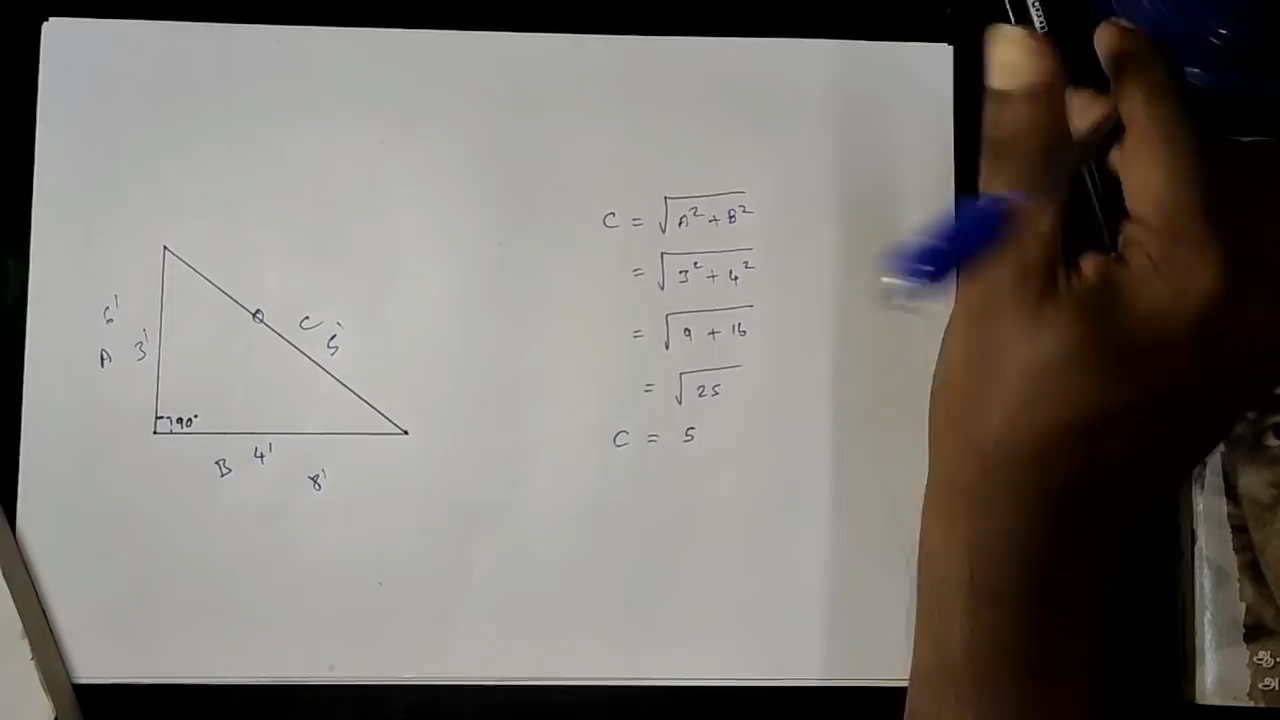 6'
A 3'
C 5'
90°
B 4'
8'
C = √A² + B²
= √3² + 4²
= √9 + 16
= √25
C = 5